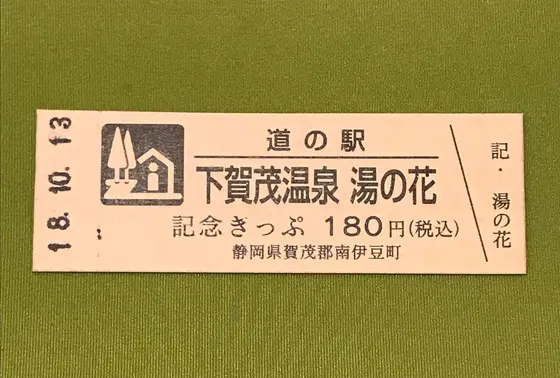 18.10.13
道の駅
下賀茂温泉 湯の花
記念きっぷ 180円(税込)
静岡県賀茂郡南伊豆町
記・湯の花